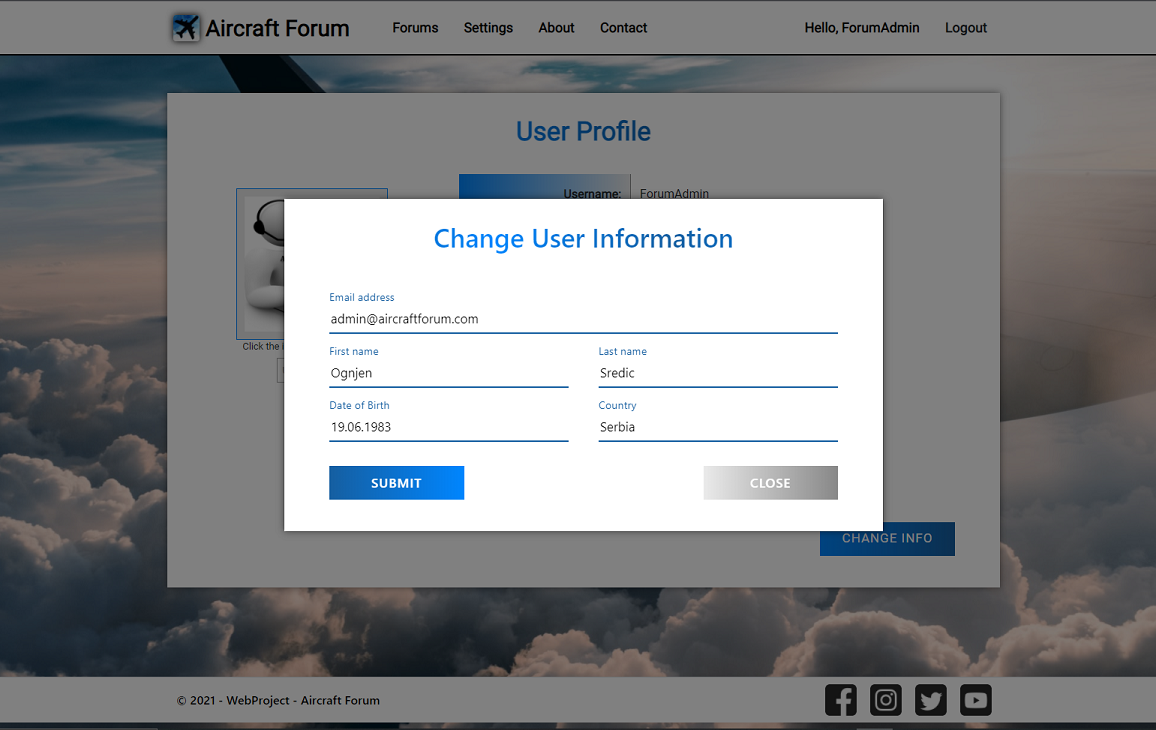 Aircraft Forum Forums Settings About Contact Hello, ForumAdmin Logout
User Profile
Username: ForumAdmin
Change User Information
Email address
admin@aircraftforum.com
First name Last name
Ognjen Sredic
Date of Birth Country
19.06.1983 Serbia
SUBMIT CLOSE
Click the
CHANGE INFO
© 2021 - WebProject - Aircraft Forum